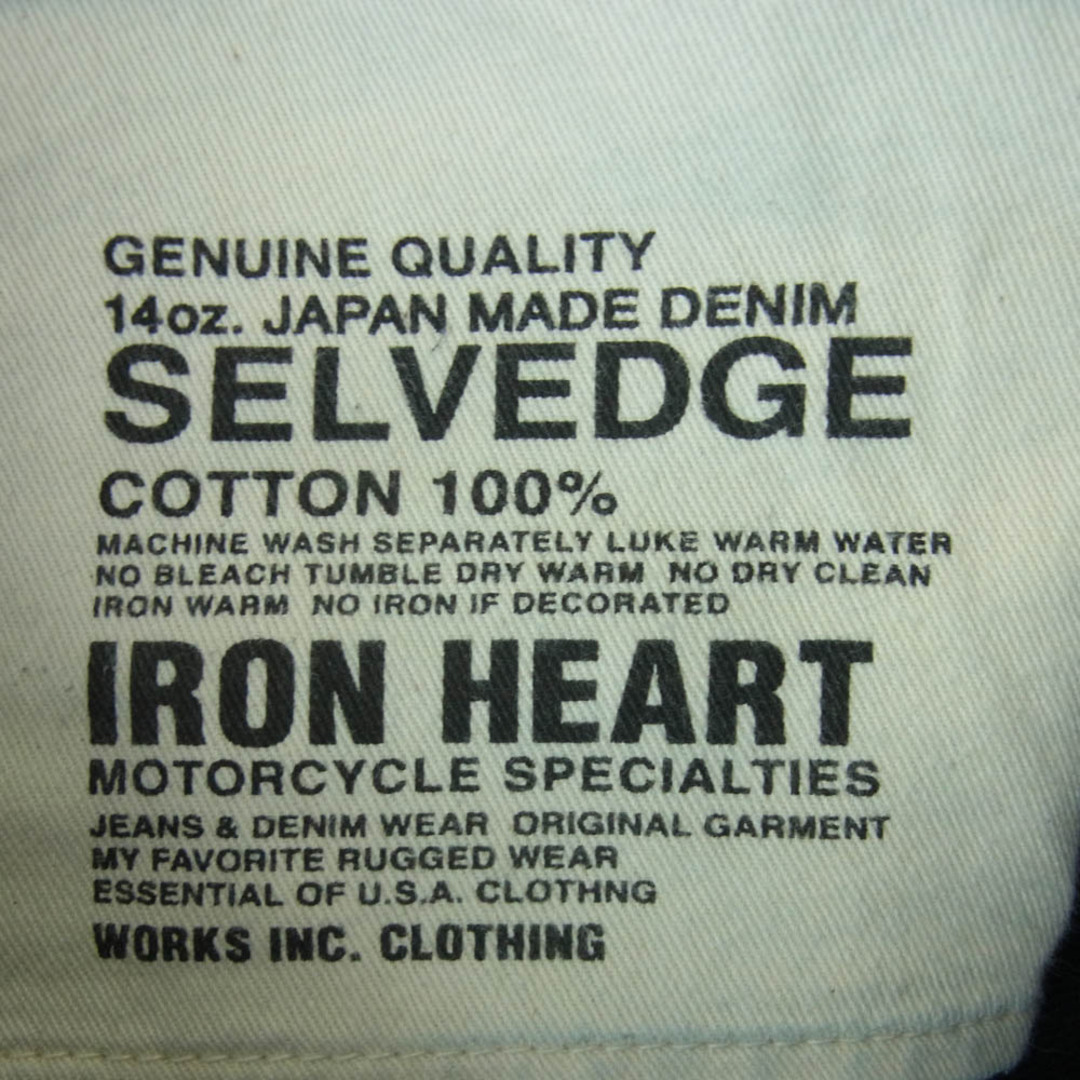 GENUINE QUALITY
14oz. JAPAN MADE DENIM
SELVEDGE
COTTON 100%
MACHINE WASH SEPARATELY LUKE WARM WATER
NO BLEACH TUMBLE DRY WARM NO DRY CLEAN
IRON WARM NO IRON IF DECORATED
IRON HEART
MOTORCYCLE SPECIALTIES
JEANS & DENIM WEAR ORIGINAL GARMENT
MY FAVORITE RUGGED WEAR
ESSENTIAL OF U.S.A. CLOTHNG
WORKS INC. CLOTHING